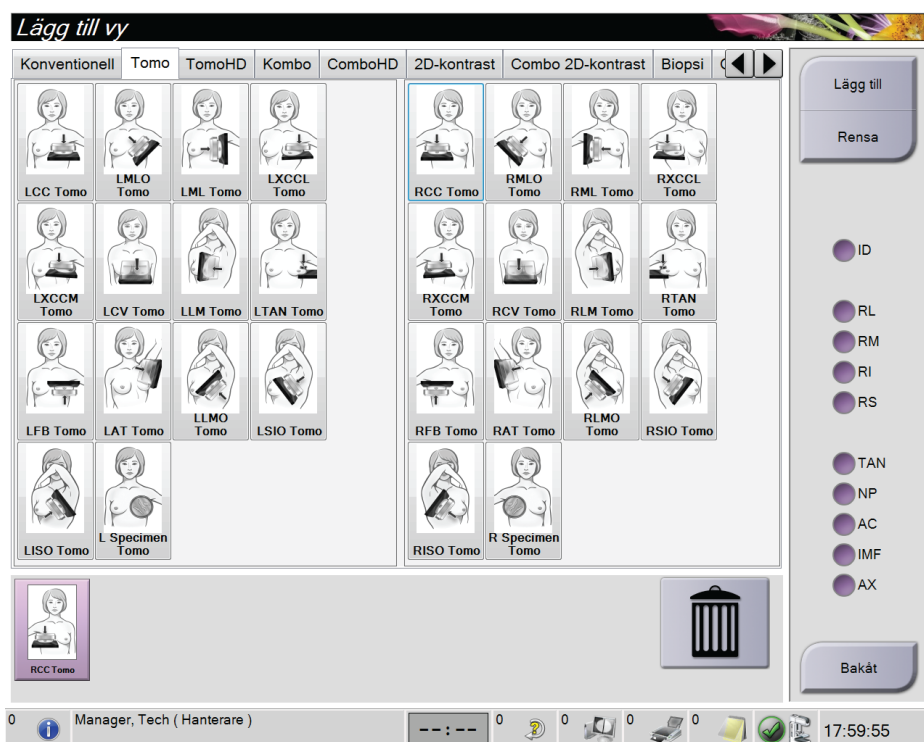 Lägg till vy
Konventionell Tomo TomoHD Kombo ComboHD 2D-kontrast Combo 2D-kontrast Biopsi
LCC Tomo
LMLO
Tomo
LML Tomo
LXCCL
Tomo
RCC Tomo
RMLO
Tomo
RML Tomo
RXCCL
Tomo
LXCCM
Tomo
LCV Tomo
LLM Tomo
LTAN Tomo
RXCCM
Tomo
RCV Tomo
RLM Tomo
RTAN
Tomo
LFB Tomo
LAT Tomo
LLMO
Tomo
LSIO Tomo
RFB Tomo
RAT Tomo
RLMO
Tomo
RSIO Tomo
LISO Tomo
L Specimen
Tomo
RISO Tomo
R Specimen
Tomo
Lägg till
Rensa
ID
RL
RM
RI
RS
TAN
NP
AC
IMF
AX
RCC Tomo
Bakåt
0 Manager, Tech ( Hanterare ) --:-- 0 0 0 0 17:59:55